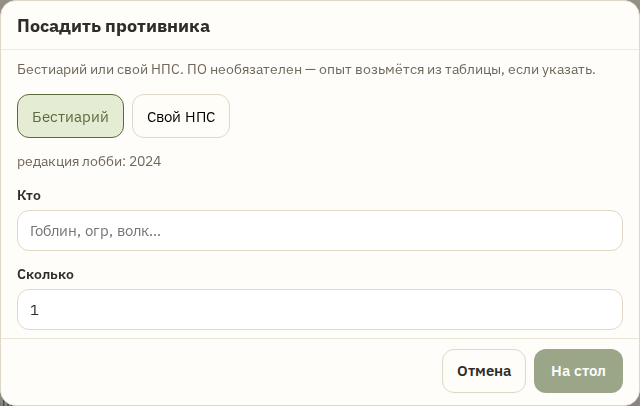 Посадить противника
Бестиарий или свой НПС. ПО необязателен — опыт возьмётся из таблицы, если указать.
Бестиарий
Свой НПС
редакция лобби: 2024
Кто
Гоблин, огр, волк...
Сколько
1
Отмена
На стол